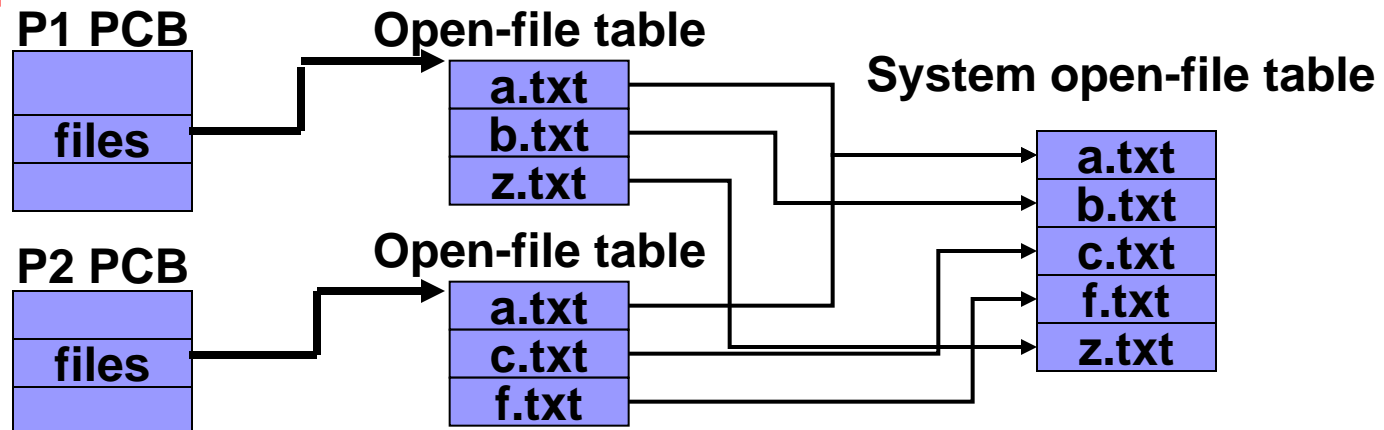 P1 PCB
files
Open-file table
a.txt
b.txt
z.txt
System open-file table
a.txt
b.txt
c.txt
f.txt
z.txt
P2 PCB
files
Open-file table
a.txt
c.txt
f.txt